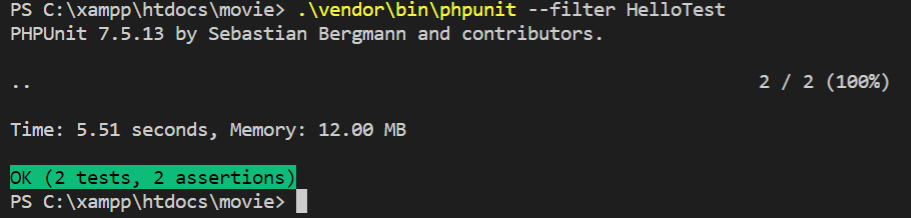 PS C:\xampp\htdocs\movie> .\vendor\bin\phpunit --filter HelloTest
PHPUnit 7.5.13 by Sebastian Bergmann and contributors.
.. 2 / 2 (100%)
Time: 5.51 seconds, Memory: 12.00 MB
OK (2 tests, 2 assertions)
PS C:\xampp\htdocs\movie>